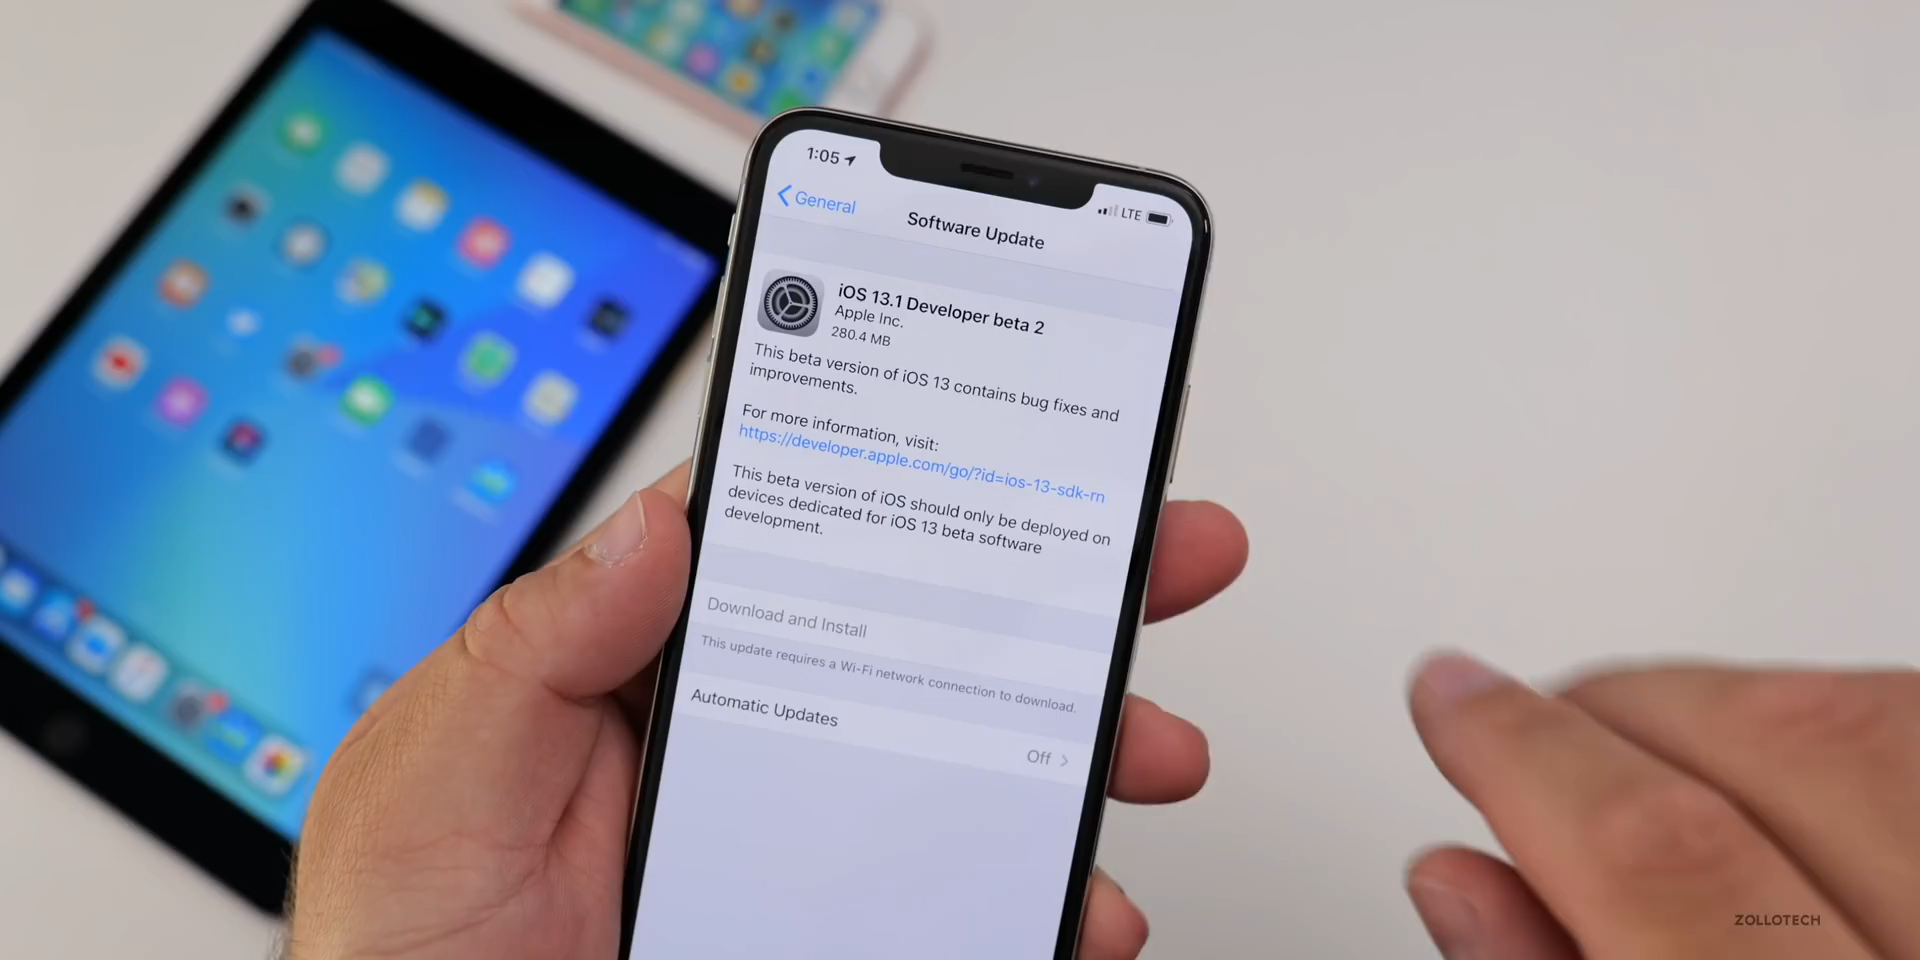 1:05
LTE
General
Software Update
iOS 13.1 Developer beta 2
Apple Inc.
280.4 MB
This beta version of iOS 13 contains bug fixes and
improvements.
For more information, visit:
https://developer.apple.com/go/?id=ios-13-sdk-rn
This beta version of iOS should only be deployed on
devices dedicated for iOS 13 beta software
development.
Download and Install
This update requires a Wi-Fi network connection to download.
Automatic Updates
Off
ZOLLOTECH